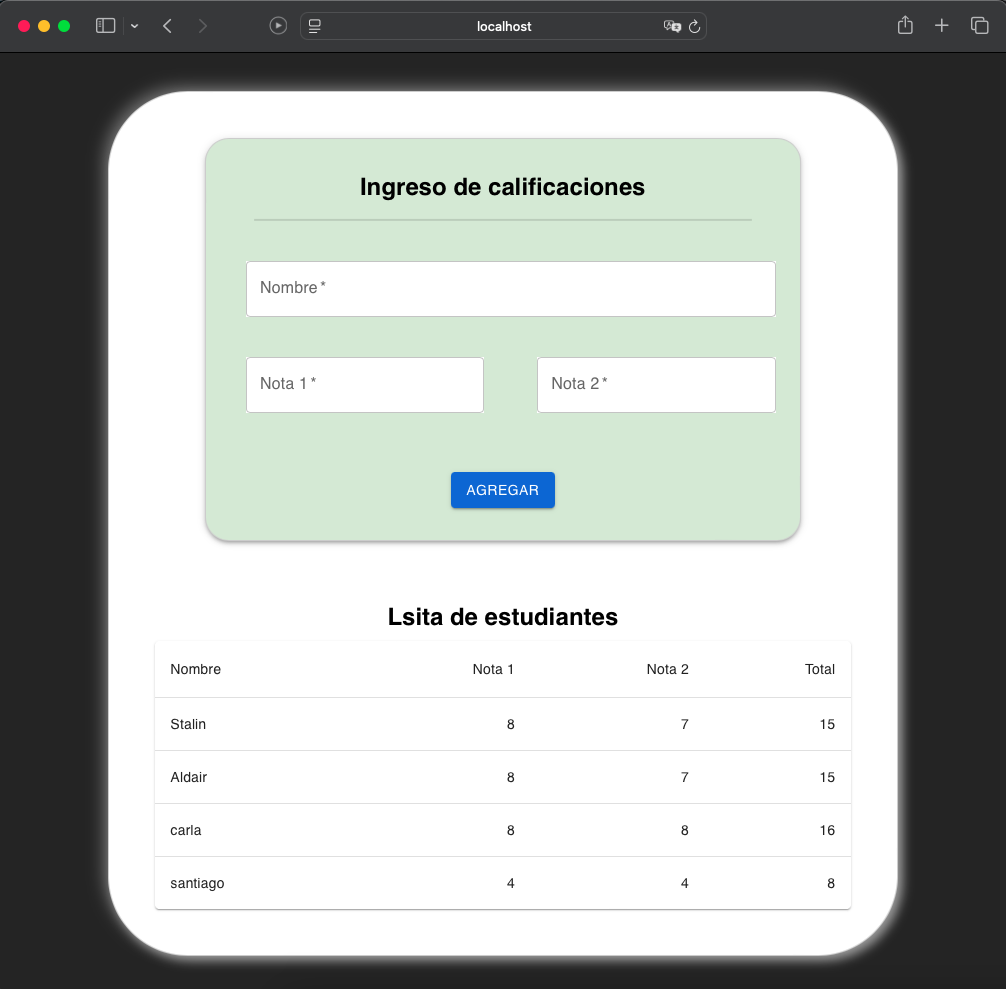 localhost
Ingreso de calificaciones
Nombre *
Nota 1 * Nota 2 *
AGREGAR
Lsita de estudiantes
Nombre Nota 1 Nota 2 Total
Stalin 8 7 15
Aldair 8 7 15
carla 8 8 16
santiago 4 4 8